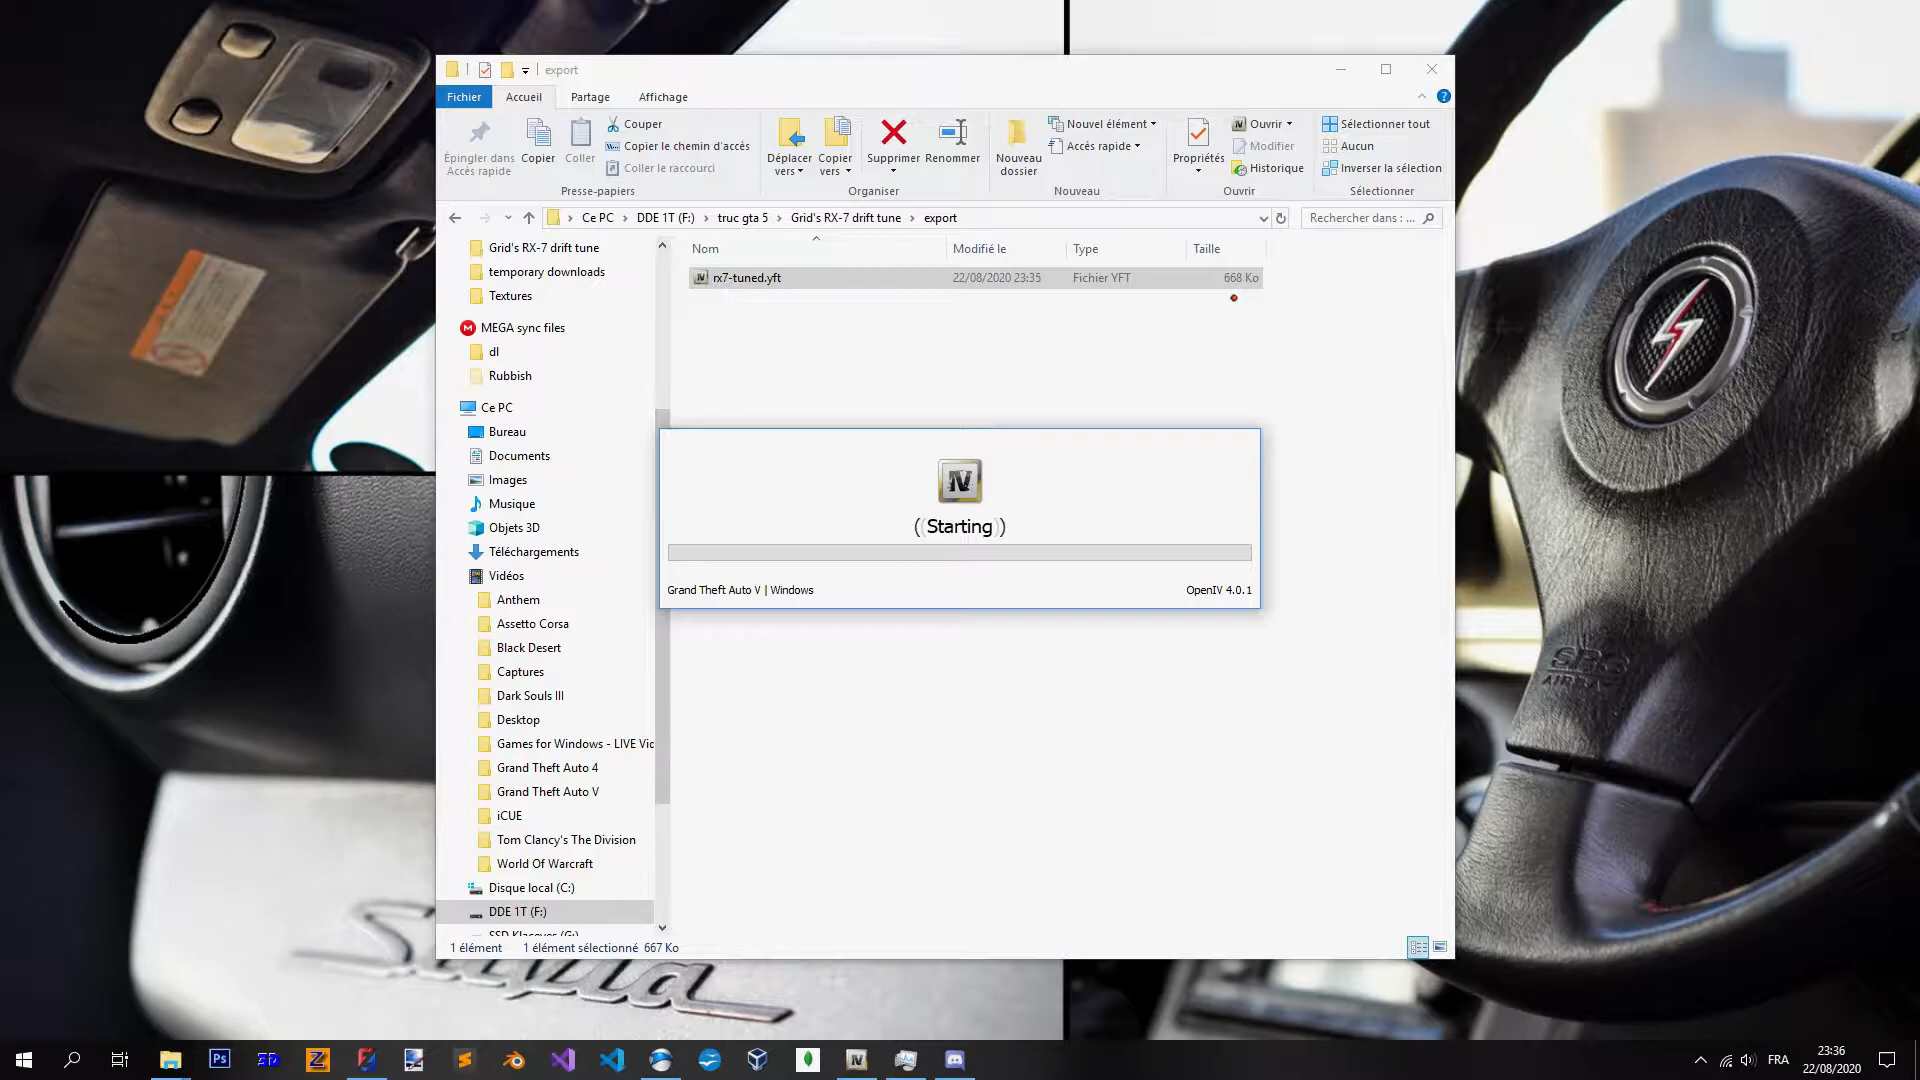 export
Fichier
Accueil
Partage
Affichage
Épingler dans
Accès rapide
Copier
Coller
Couper
Copier le chemin d'accès
Coller le raccourci
Presse-papiers
Déplacer
vers
Copier
vers
Supprimer
Renommer
Organiser
Nouveau
dossier
Nouvel élément
Accès rapide
Nouveau
Propriétés
Ouvrir
Modifier
Historique
Ouvrir
Sélectionner tout
Aucun
Inverser la sélection
Sélectionner
Ce PC > DDE 1T (F:) > truc gta 5 > Grid's RX-7 drift tune > export
Rechercher dans : ...
Grid's RX-7 drift tune
temporary downloads
Textures
MEGA sync files
dl
Rubbish
Ce PC
Bureau
Documents
Images
Musique
Objets 3D
Téléchargements
Vidéos
Anthem
Assetto Corsa
Black Desert
Captures
Dark Souls III
Desktop
Games for Windows - LIVE Vic
Grand Theft Auto 4
Grand Theft Auto V
iCUE
Tom Clancy's The Division
World Of Warcraft
Disque local (C:)
DDE 1T (F:)
Nom Modifié le Type Taille
rx7-tuned.yft 22/08/2020 23:35 Fichier YFT 668 Ko
IV
((Starting))
Grand Theft Auto V | Windows
OpenIV 4.0.1
1 élément 1 élément sélectionné 667 Ko
SRS
AIRBAG
Silvia
Ps
3D
Z
IV
FRA
23:36
22/08/2020